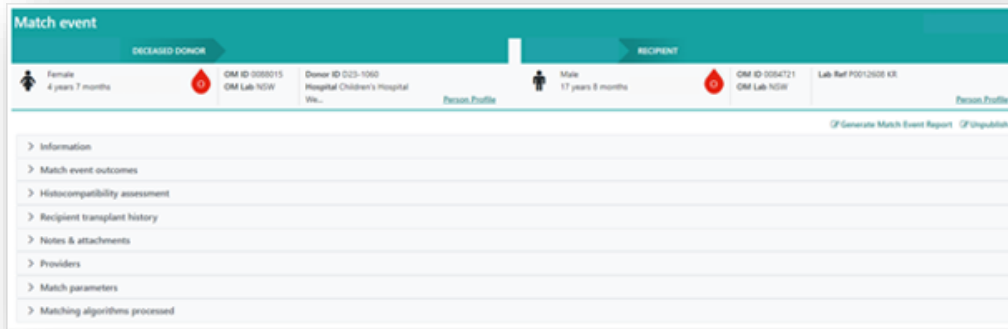 Match event
DECEASED DONOR
RECIPIENT
Female
4 years 7 months
O
OM ID 0088015
OM Lab NSW
Donor ID D25-1060
Hospital Children's Hospital
We...
Person Profile
Male
17 years 8 months
O
OM ID 0084721
OM Lab NSW
Lab Ref P0012608 KR
Person Profile
Generate Match Event Report Unpublish
> Information
> Match event outcomes
> Histocompatibility assessment
> Recipient transplant history
> Notes & attachments
> Providers
> Match parameters
> Matching algorithms processed